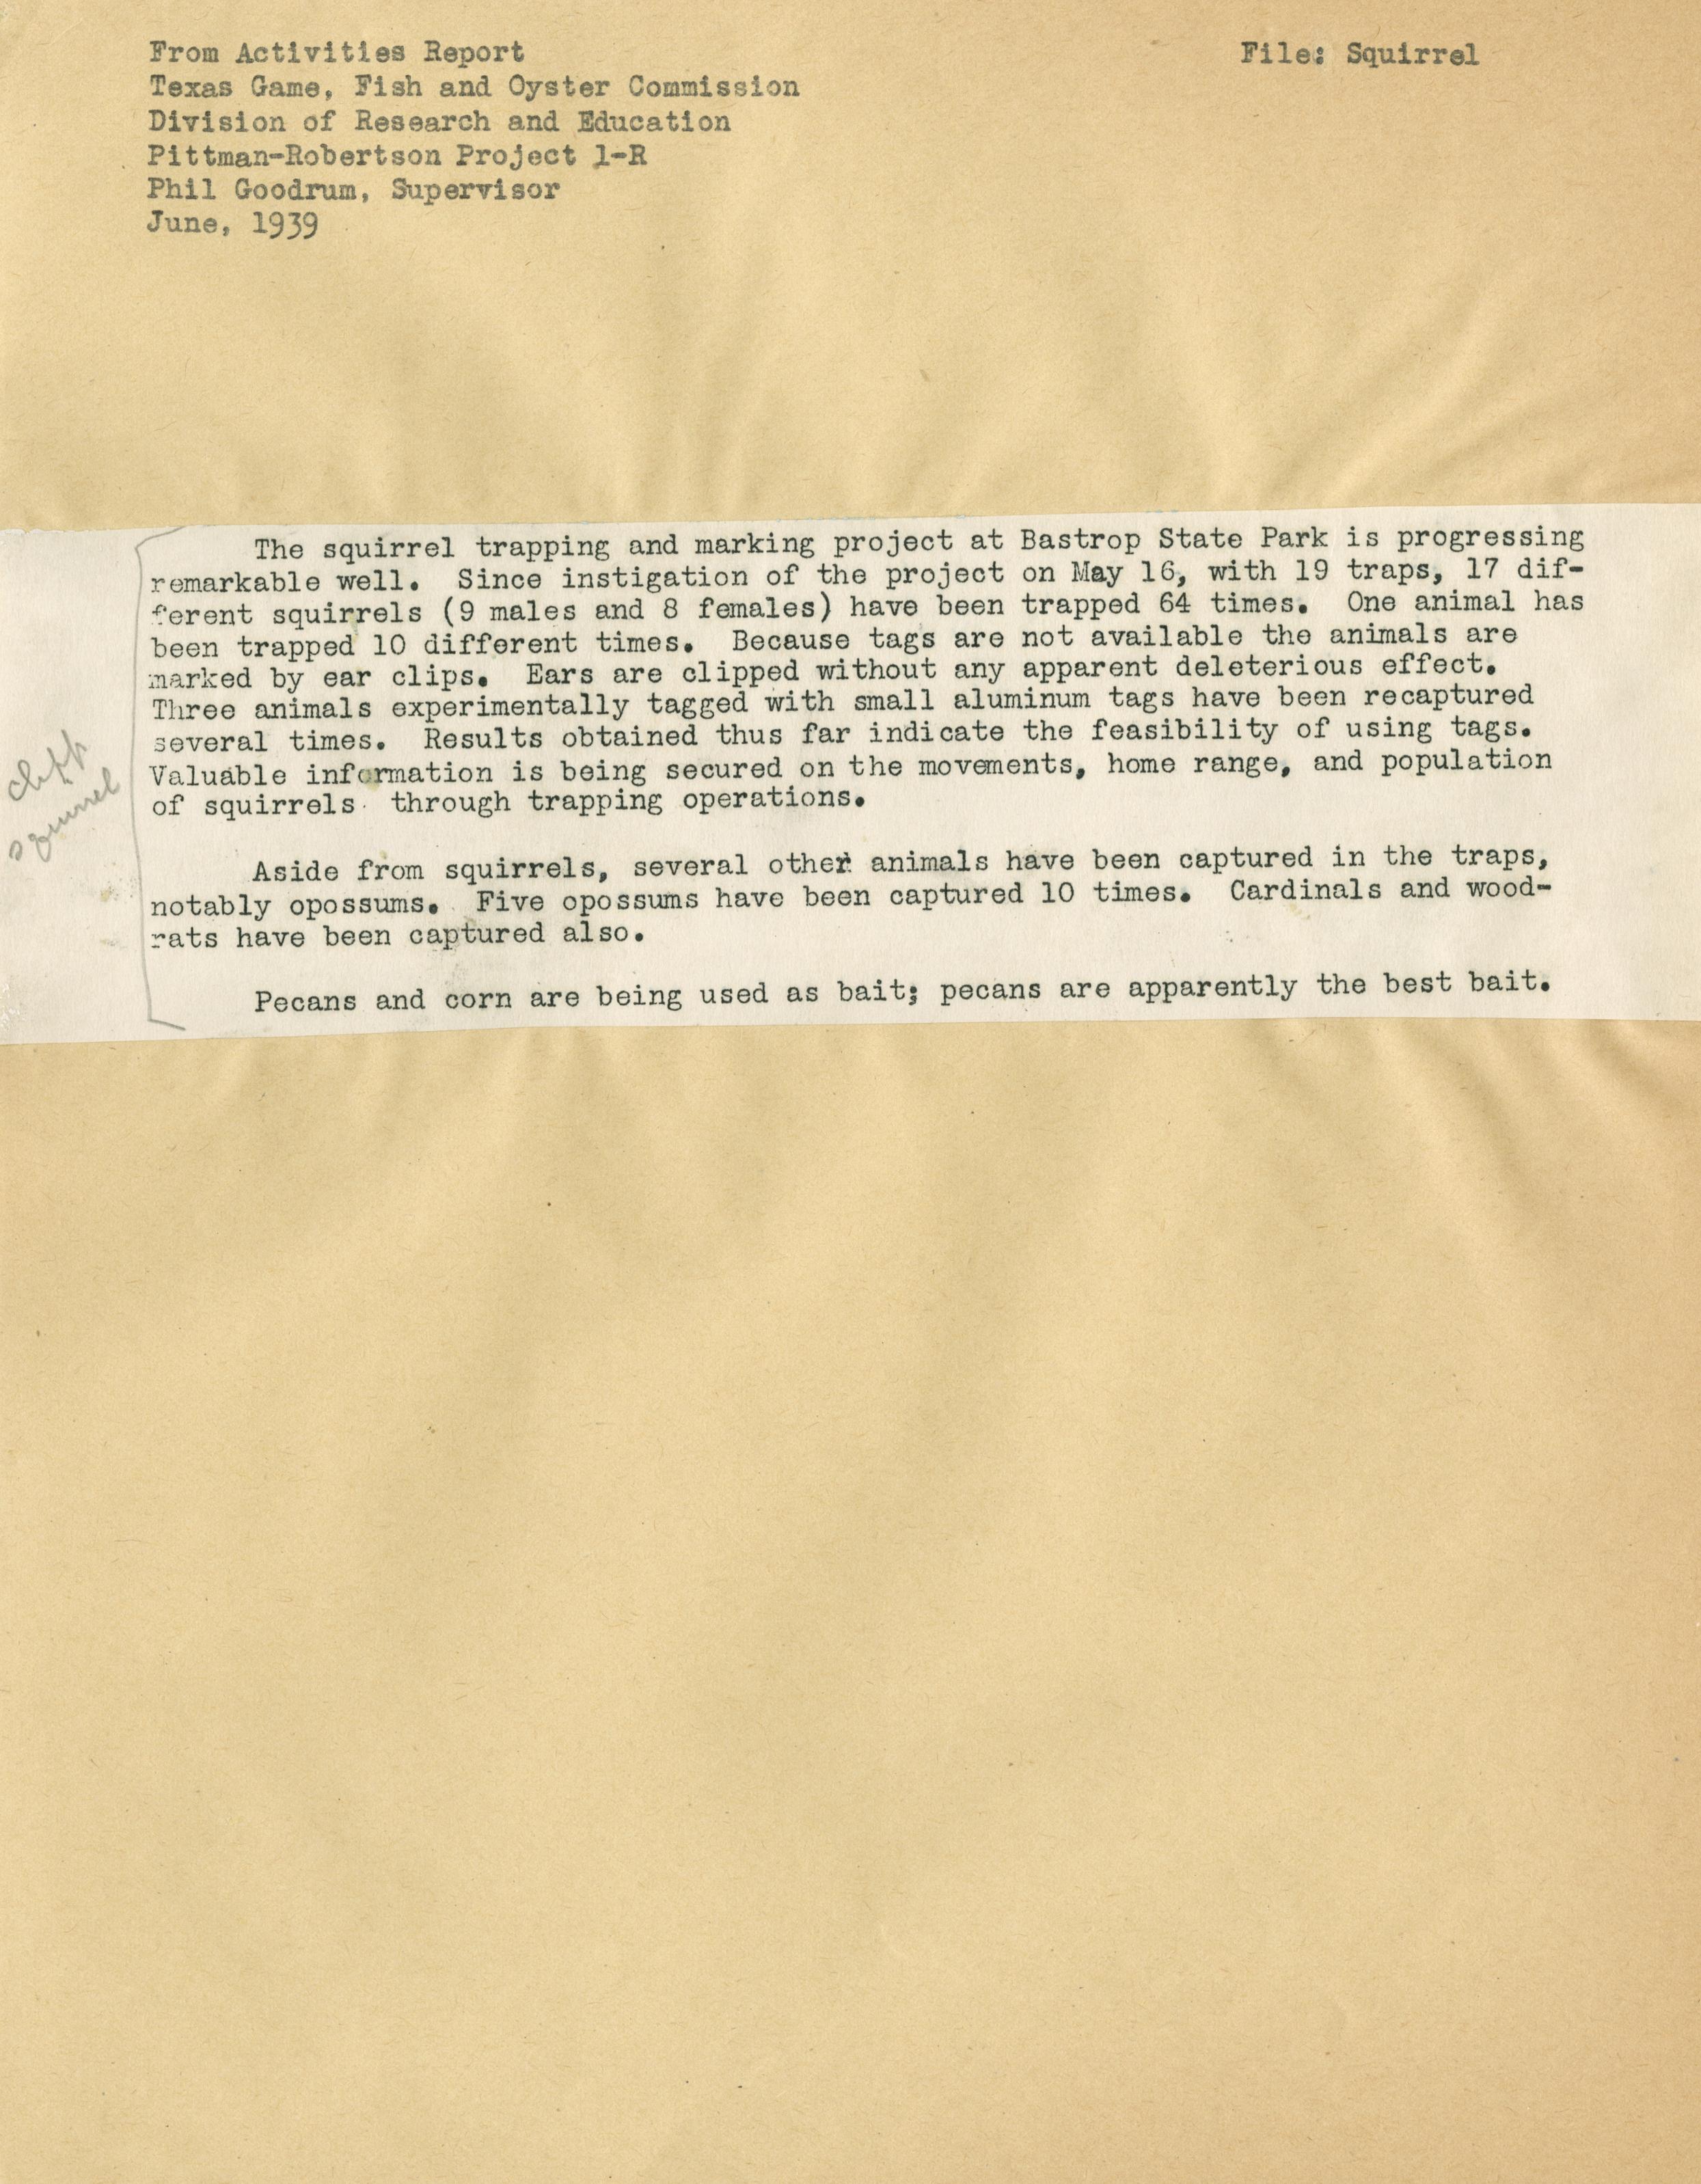 From Activities Report
File: Squirrel
Texas Game, Fish and Oyster Commission
Division of Research and Education
Pittman-Robertson Project 1-R
Phil Goodrum, Supervisor
June, 1939
The squirrel trapping and marking project at Bastrop State Park is progressing
remarkable well. Since instigation of the project on May 16, with 19 traps, 17 dif-
ferent squirrels (9 males and 8 females) have been trapped 64 times. One animal has
been trapped 10 different times. Because tags are not available the animals are
marked by ear clips. Ears are clipped without any apparent deleterious effect.
Three animals experimentally tagged with small aluminum tags have been recaptured
several times. Results obtained thus far indicate the feasibility of using tags.
Valuable information is being secured on the movements, home range, and population
of squirrels through trapping operations.
Aside from squirrels, several other animals have been captured in the traps,
notably opossums. Five opossums have been captured 10 times. Cardinals and wood-
rats have been captured also.
Pecans and corn are being used as bait; pecans are apparently the best bait.
squirrel